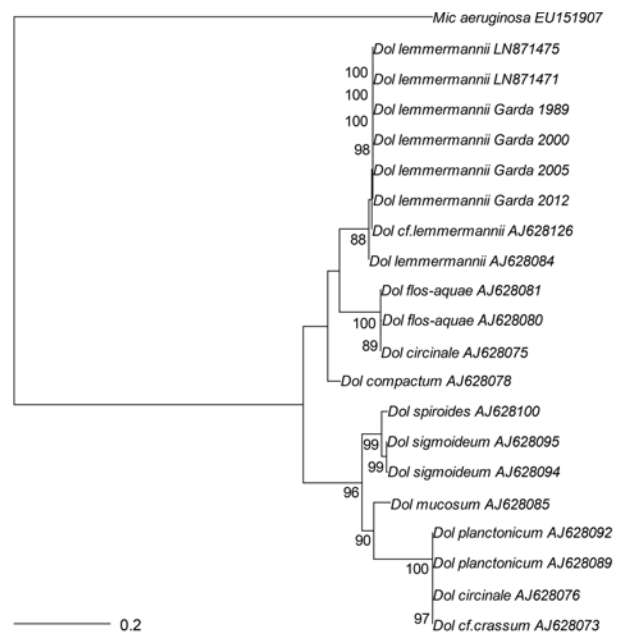 Mic aeruginosa EU151907
Dol lemmermannii LN871475
100
Dol lemmermannii LN871471
100
Dol lemmermannii Garda 1989
100
Dol lemmermannii Garda 2000
98
Dol lemmermannii Garda 2005
Dol lemmermannii Garda 2012
Dol cf.lemmermannii AJ628126
88
Dol lemmermannii AJ628084
Dol flos-aquae AJ628081
Dol flos-aquae AJ628080
100
Dol circinale AJ628075
89
Dol compactum AJ628078
Dol spiroides AJ628100
Dol sigmoideum AJ628095
99
Dol sigmoideum AJ628094
99
96
Dol mucosum AJ628085
Dol planctonicum AJ628092
90
Dol planctonicum AJ628089
100
Dol circinale AJ628076
97
Dol cf.crassum AJ628073
0.2